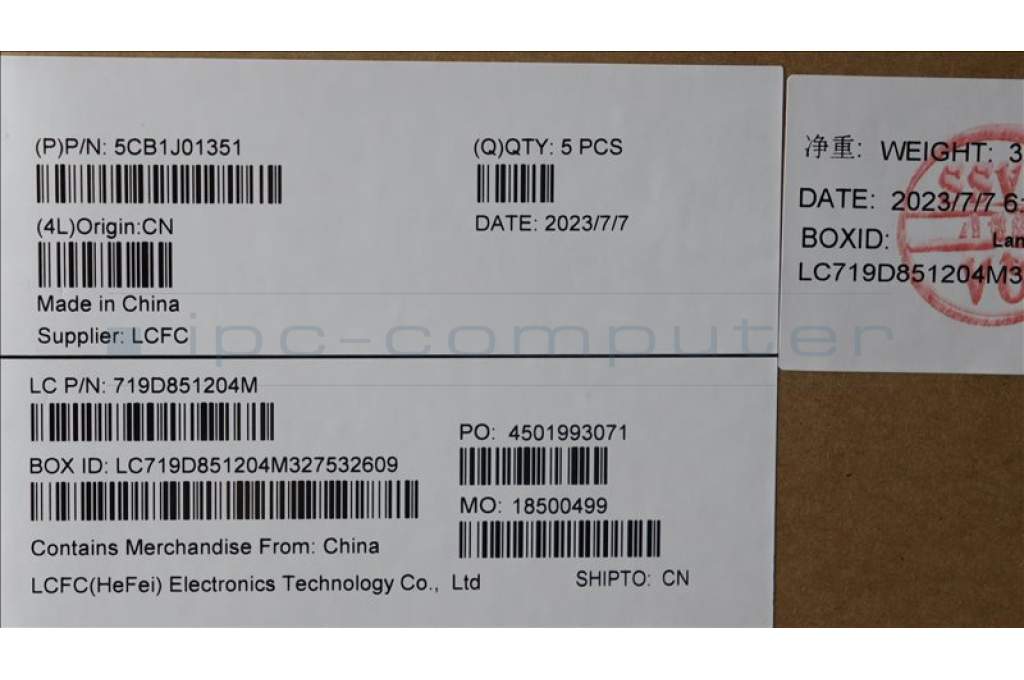 (P)P/N: 5CB1J01351
(Q)QTY: 5 PCS
(4L)Origin:CN
DATE: 2023/7/7
Made in China
Supplier: LCFC
ipc-computer
LC P/N: 719D851204M
PO: 4501993071
BOX ID: LC719D851204M327532609
MO: 18500499
Contains Merchandise From: China
LCFC(HeFei) Electronics Technology Co., Ltd
SHIPTO: CN
净重: WEIGHT: 3
DATE: 2023/7/7 6:
BOXID: Lan
LC719D851204M3